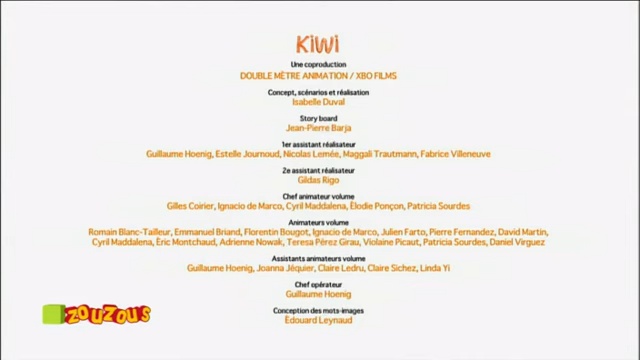 KiWi
Une coproduction
DOUBLE MÈTRE ANIMATION / XBO FILMS
Concept, scénarios et réalisation
Isabelle Duval
Story board
Jean-Pierre Barja
1er assistant réalisateur
Guillaume Hoenig, Estelle Journoud, Nicolas Lemée, Maggali Trautmann, Fabrice Villeneuve
2e assistant réalisateur
Gildas Rigo
Chef animateur volume
Gilles Coirier, Ignacio de Marco, Cyril Maddalena, Élodie Ponçon, Patricia Sourdes
Animateurs volume
Romain Blanc-Tailleur, Emmanuel Briand, Florentin Bougot, Ignacio de Marco, Julien Farto, Pierre Fernandez, David Martin,
Cyril Maddalena, Éric Montchaud, Adrienne Nowak, Teresa Pérez Girau, Violaine Picaut, Patricia Sourdes, Daniel Virguez
Assistants animateurs volume
Guillaume Hoenig, Joanna Jéquier, Claire Ledru, Claire Sichez, Linda Yi
Chef opérateur
Guillaume Hoenig
Conception des mots-images
Édouard Leynaud
ZOUZOUS